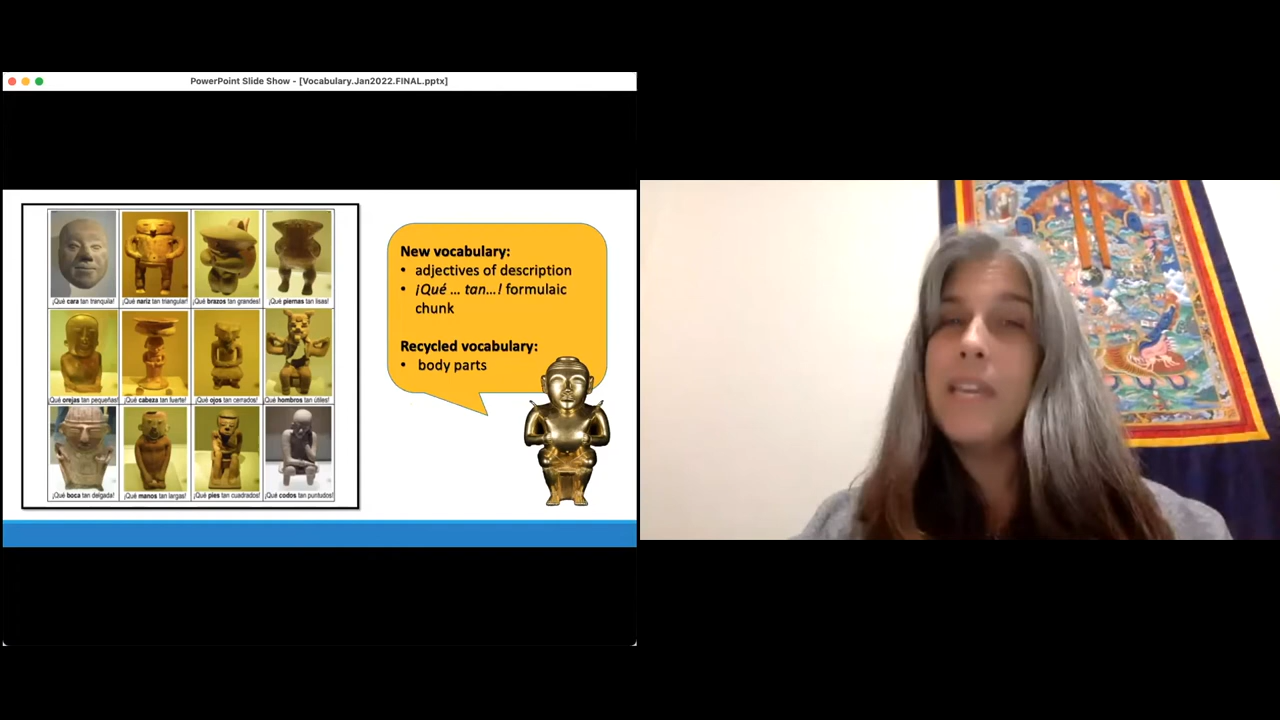 PowerPoint Slide Show - [Vocabulary.Jan2022.FINAL.pptx]
¡Qué cara tan tranquila! ¡Qué nariz tan triangular! ¡Qué brazos tan grandes! ¡Qué piernas tan lisas!
¡Qué orejas tan pequeñas! ¡Qué cabeza tan fuerte! ¡Qué ojos tan cerrados! ¡Qué hombros tan útiles!
¡Qué boca tan delgada! ¡Qué manos tan largas! ¡Qué pies tan cuadrados! ¡Qué codos tan puntudos!
New vocabulary:
• adjectives of description
• ¡Qué ... tan...! formulaic
chunk
Recycled vocabulary:
• body parts